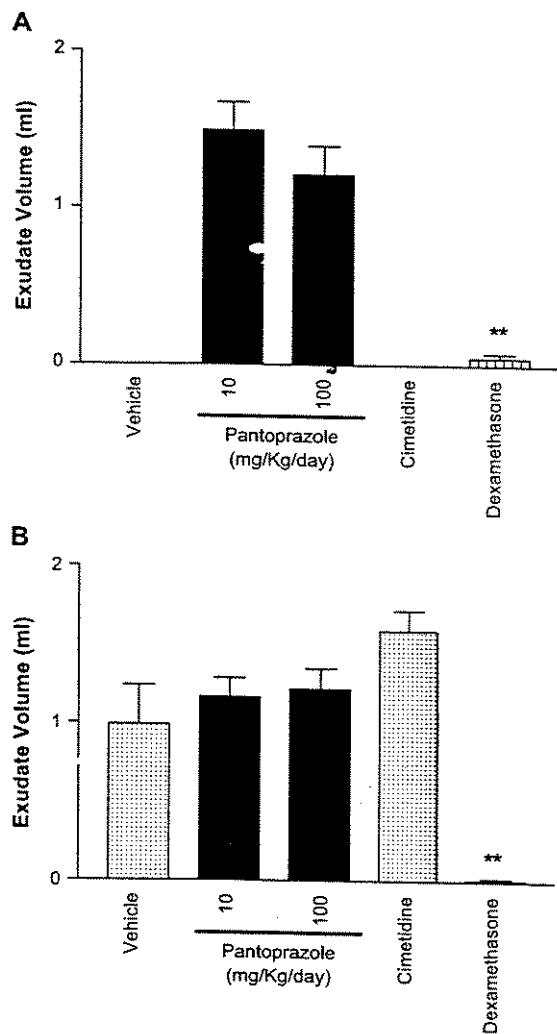 A
Exudate Volume (ml)
2
1
0
Vehicle
10
100
Cimetidine
**
Dexamethasone
Pantoprazole
(mg/Kg/day)
B
Exudate Volume (ml)
2
1
0
Vehicle
10
100
Cimetidine
**
Dexamethasone
Pantoprazole
(mg/Kg/day)